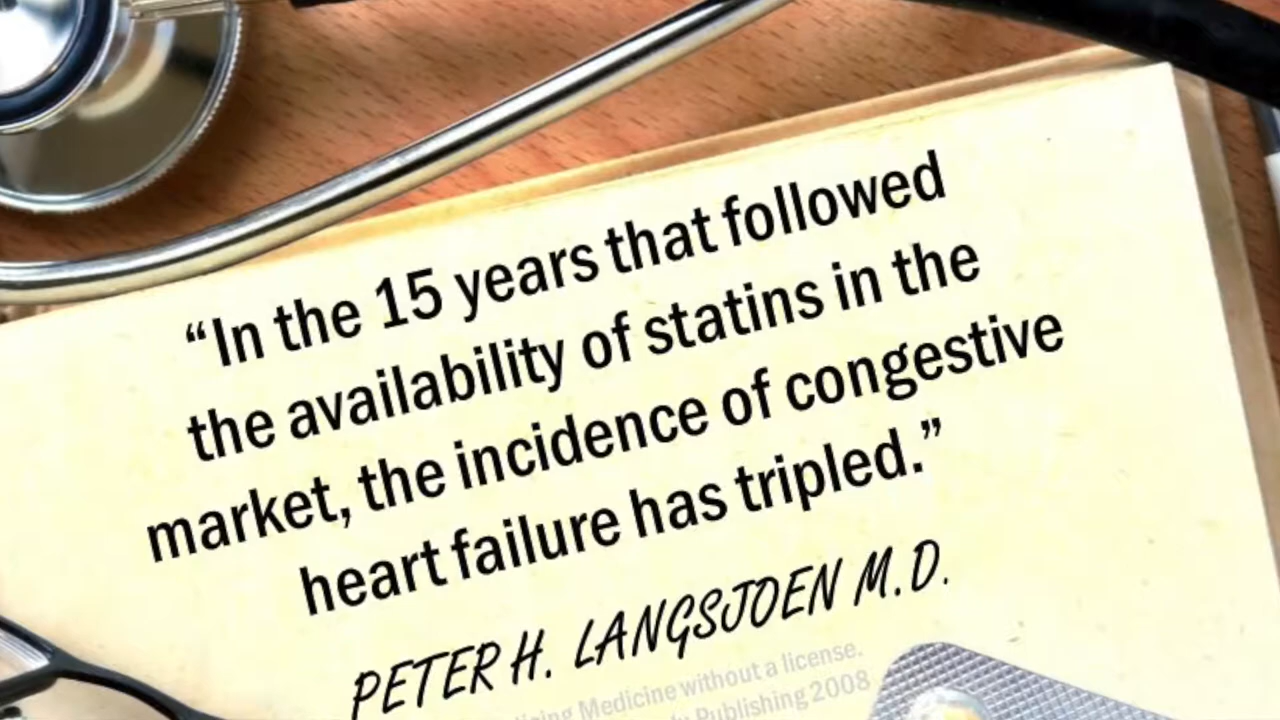 “In the 15 years that followed
the availability of statins in the
market, the incidence of congestive
heart failure has tripled.”
PETER H. LANGSJOEN M.D.
Medicine without a license.
Publishing 2008